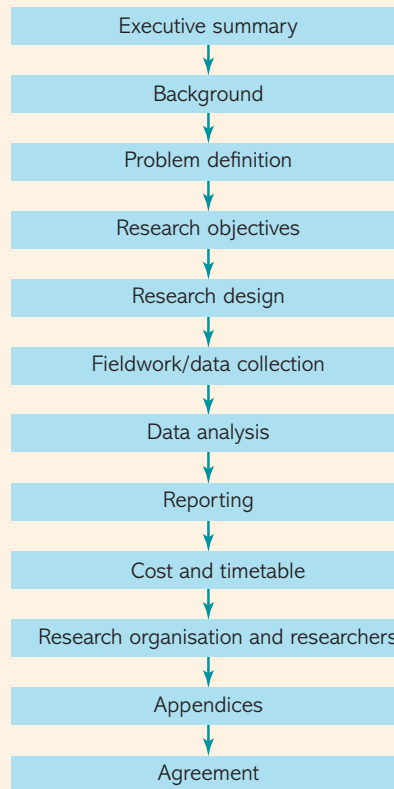 Executive summary
Background
Problem definition
Research objectives
Research design
Fieldwork/data collection
Data analysis
Reporting
Cost and timetable
Research organisation and researchers
Appendices
Agreement